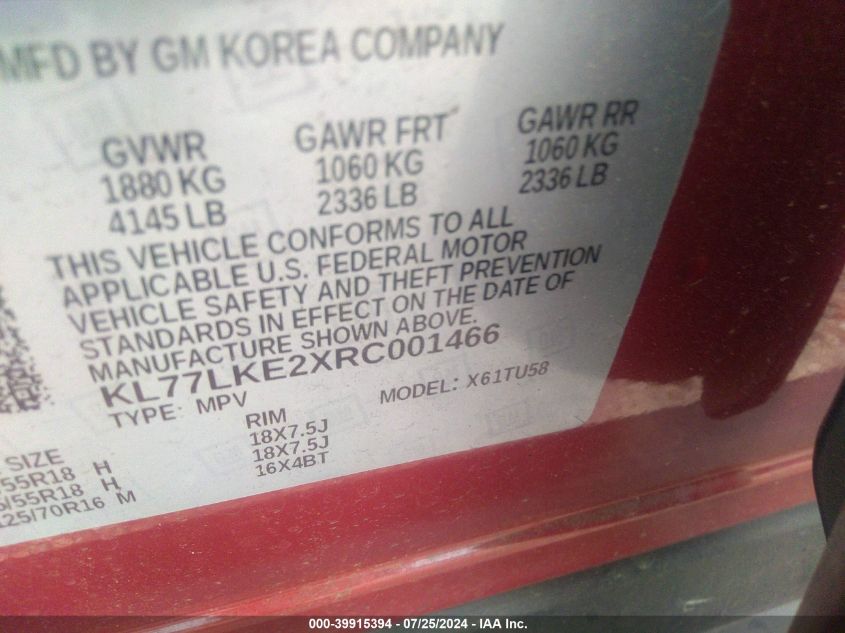 MFD BY GM KOREA COMPANY
GVWR GAWR FRT GAWR RR
1880 KG 1060 KG 1060 KG
4145 LB 2336 LB 2336 LB
THIS VEHICLE CONFORMS TO ALL
APPLICABLE U.S. FEDERAL MOTOR
VEHICLE SAFETY AND THEFT PREVENTION
STANDARDS IN EFFECT ON THE DATE OF
MANUFACTURE SHOWN ABOVE.
KL77LKE2XRC001466
TYPE: MPV MODEL: X61TU58
SIZE RIM
/55R18 H 18X7.5J
/55R18 H 18X7.5J
125/70R16 M 16X4BT
000-39915394 - 07/25/2024 - IAA Inc.